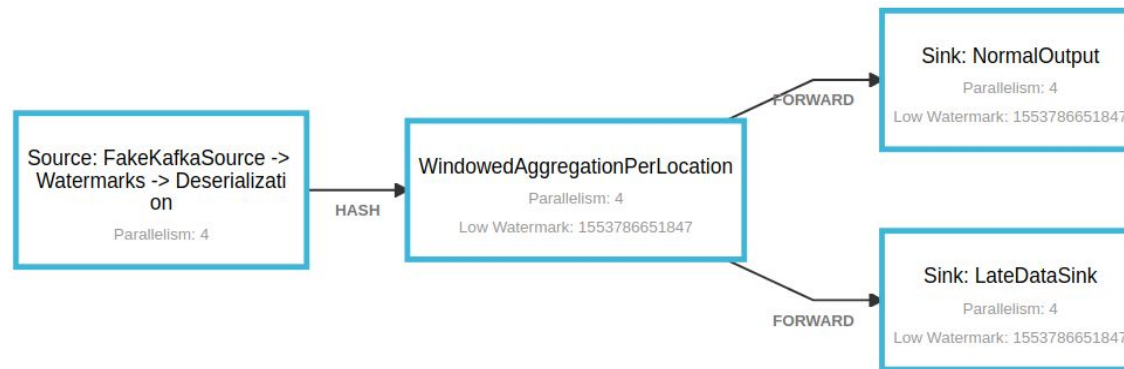 Source: FakeKafkaSource ->
Watermarks -> Deserializati
on
Parallelism: 4
HASH
WindowedAggregationPerLocation
Parallelism: 4
Low Watermark: 1553786651847
FORWARD
Sink: NormalOutput
Parallelism: 4
Low Watermark: 1553786651847
FORWARD
Sink: LateDataSink
Parallelism: 4
Low Watermark: 1553786651847